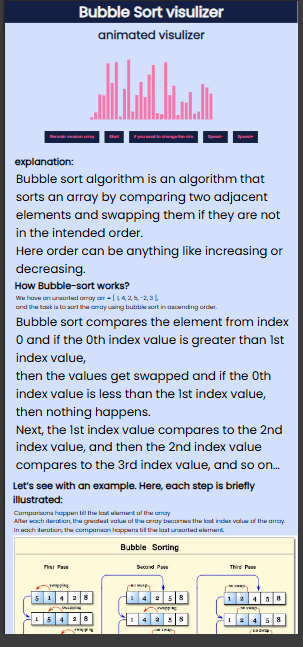 Bubble Sort visulizer
animated visulizer
Genrate random array Start if you want to change the size Speed+ Speed-
explanation:
Bubble sort algorithm is an algorithm that
sorts an array by comparing two adjacent
elements and swapping them if they are not
in the intended order.
Here order can be anything like increasing or
decreasing.
How Bubble-sort works?
We have an unsorted array arr = [ 1, 4, 2, 5, -2, 3 ],
and the task is to sort the array using bubble sort in ascending order.
Bubble sort compares the element from index
0 and if the 0th index value is greater than 1st
index value,
then the values get swapped and if the 0th
index value is less than the 1st index value,
then nothing happens.
Next, the 1st index value compares to the 2nd
index value, and then the 2nd index value
compares to the 3rd index value, and so on...
Let's see with an example. Here, each step is briefly
illustrated:
Comparisons happen till the last element of the array
After each iteration, the greatest value of the array becomes the last index value of the array.
In each iteration, the comparison happens till the last unsorted element.
Bubble Sorting
First Pass Second Pass Third Pass
swapping no swap no swap
5 1 4 2 8 1 4 2 5 8 1 2 4 5 8
swapping swapping no swap
1 5 4 2 8 1 4 2 5 8 1 2 4 5 8